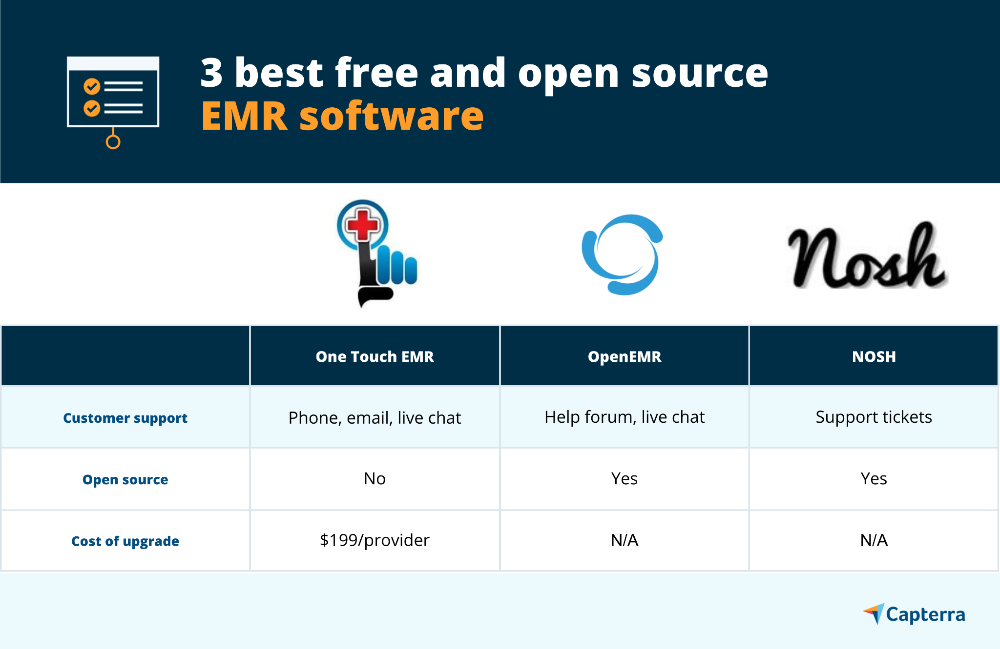 3 best free and open source
EMR software
Nosh
One Touch EMR OpenEMR NOSH
Customer support Phone, email, live chat Help forum, live chat Support tickets
Open source No Yes Yes
Cost of upgrade $199/provider N/A N/A
Capterra